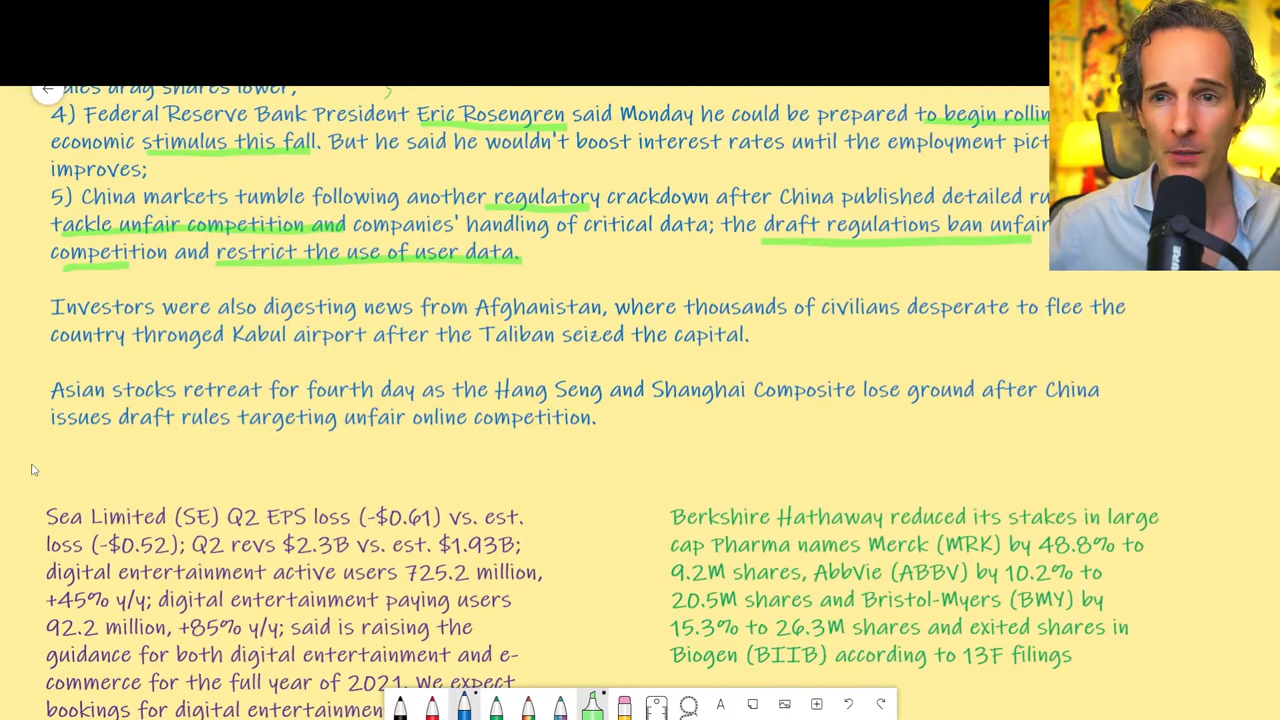 ales drag shares lower;
4) Federal Reserve Bank President Eric Rosengren said Monday he could be prepared to begin rollin
economic stimulus this fall. But he said he wouldn't boost interest rates until the employment pict
improves;
5) China markets tumble following another regulatory crackdown after China published detailed ru
tackle unfair competition and companies' handling of critical data; the draft regulations ban unfair
competition and restrict the use of user data.
Investors were also digesting news from Afghanistan, where thousands of civilians desperate to flee the
country thronged Kabul airport after the Taliban seized the capital.
Asian stocks retreat for fourth day as the Hang Seng and Shanghai Composite lose ground after China
issues draft rules targeting unfair online competition.
Sea Limited (SE) Q2 EPS loss (-$0.61) vs. est.
loss (-$0.52); Q2 revs $2.3B vs. est. $1.93B;
digital entertainment active users 725.2 million,
+45% y/y; digital entertainment paying users
92.2 million, +85% y/y; said is raising the
guidance for both digital entertainment and e-
commerce for the full year of 2021. We expect
bookings for digital entertainmen
Berkshire Hathaway reduced its stakes in large
cap Pharma names Merck (MRK) by 48.8% to
9.2M shares, AbbVie (ABBV) by 10.2% to
20.5M shares and Bristol-Myers (BMY) by
15.3% to 26.3M shares and exited shares in
Biogen (BIIB) according to 13F filings